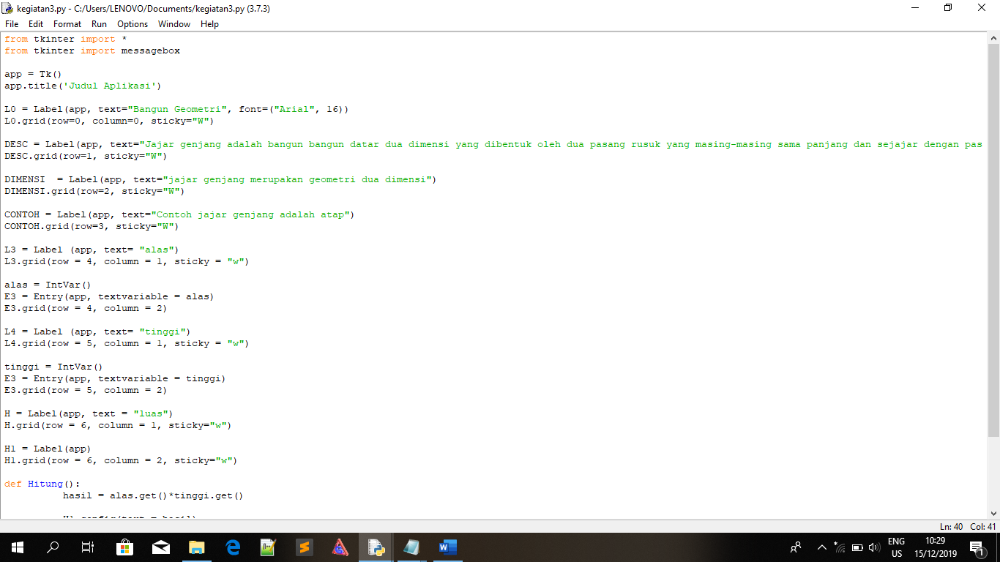 kegiatan3.py - C:/Users/LENOVO/Documents/kegiatan3.py (3.7.3)
File Edit Format Run Options Window Help
from tkinter import *
from tkinter import messagebox
app = Tk()
app.title('Judul Aplikasi')
L0 = Label(app, text="Bangun Geometri", font=("Arial", 16))
L0.grid(row=0, column=0, sticky="W")
DESC = Label(app, text="Jajar genjang adalah bangun bangun datar dua dimensi yang dibentuk oleh dua pasang rusuk yang masing-masing sama panjang dan sejajar dengan pas
DESC.grid(row=1, sticky="W")
DIMENSI  = Label(app, text="jajar genjang merupakan geometri dua dimensi")
DIMENSI.grid(row=2, sticky="W")
CONTOH = Label(app, text="Contoh jajar genjang adalah atap")
CONTOH.grid(row=3, sticky="W")
L3 = Label (app, text= "alas")
L3.grid(row = 4, column = 1, sticky = "w")
alas = IntVar()
E3 = Entry(app, textvariable = alas)
E3.grid(row = 4, column = 2)
L4 = Label (app, text= "tinggi")
L4.grid(row = 5, column = 1, sticky = "w")
tinggi = IntVar()
E3 = Entry(app, textvariable = tinggi)
E3.grid(row = 5, column = 2)
H = Label(app, text = "luas")
H.grid(row = 6, column = 1, sticky="w")
H1 = Label(app)
H1.grid(row = 6, column = 2, sticky="w")
def Hitung():
hasil = alas.get()*tinggi.get()
H1.config(text = hasil)
Ln: 40 Col: 41
ENG
US
10:29
15/12/2019
1